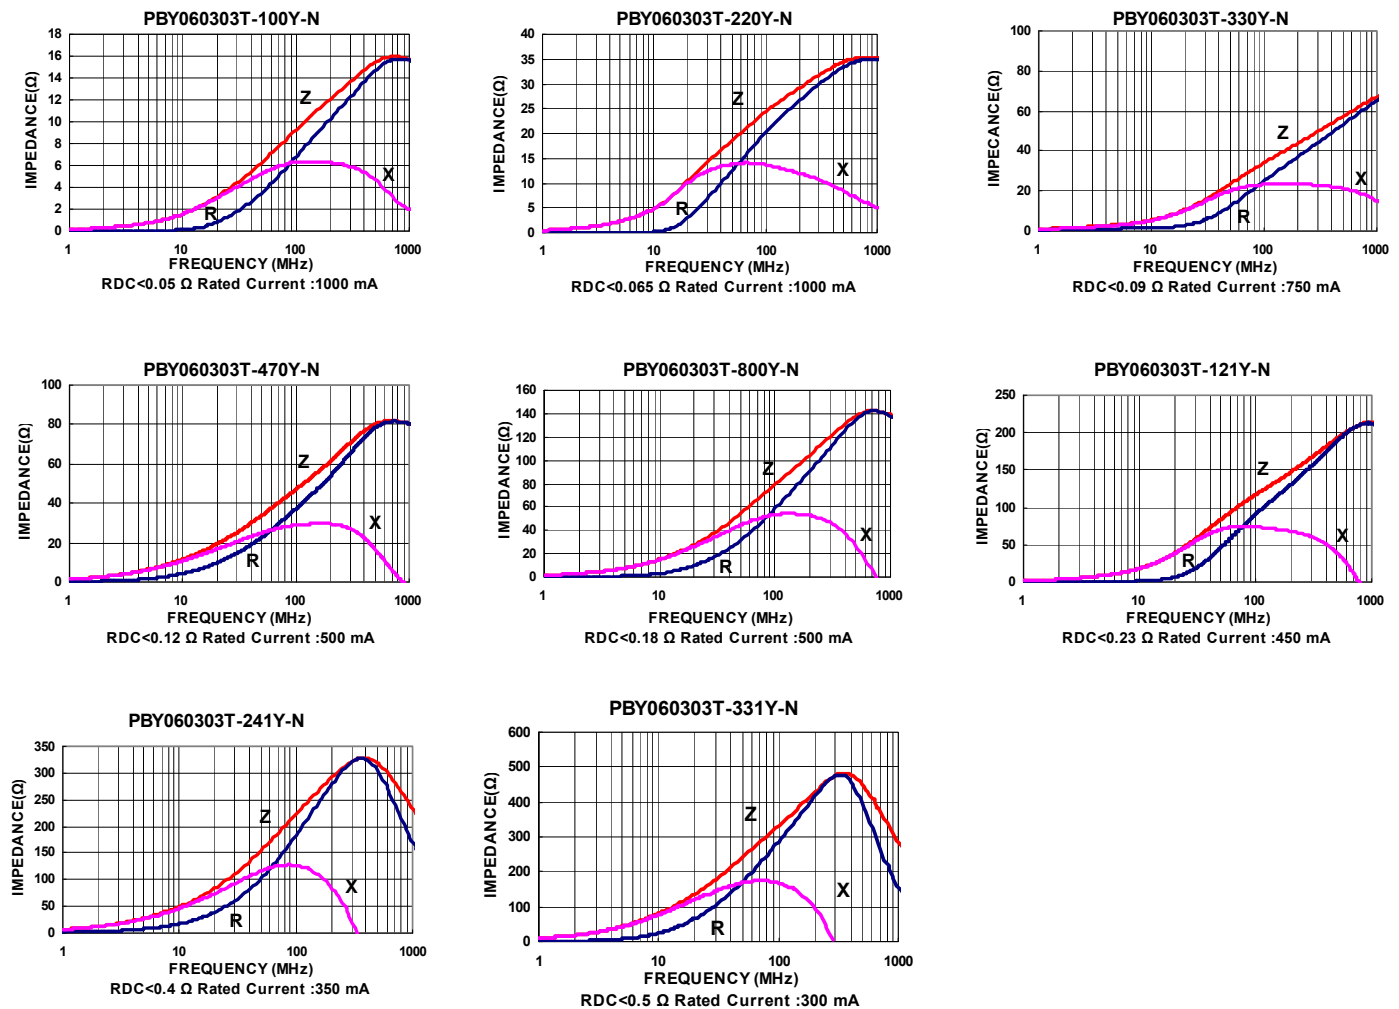 PBY060303T-100Y-N
18
16
14
12
10
8
6
4
2
0
IMPEDANCE(Ω)
Z
X
R
1 10 100 1000
FREQUENCY (MHz)
RDC<0.05 Ω Rated Current :1000 mA
PBY060303T-220Y-N
40
35
30
25
20
15
10
5
0
IMPEDANCE(Ω)
Z
X
R
1 10 100 1000
FREQUENCY (MHz)
RDC<0.065 Ω Rated Current :1000 mA
PBY060303T-330Y-N
100
80
60
40
20
0
IMPECANCE(Ω)
Z
X
R
1 10 100 1000
FREQUENCY (MHz)
RDC<0.09 Ω Rated Current :750 mA
PBY060303T-470Y-N
100
80
60
40
20
0
IMPEDANCE(Ω)
Z
X
R
1 10 100 1000
FREQUENCY (MHz)
RDC<0.12 Ω Rated Current :500 mA
PBY060303T-800Y-N
160
140
120
100
80
60
40
20
0
IMPEDANCE(Ω)
Z
X
R
1 10 100 1000
FREQUENCY (MHz)
RDC<0.18 Ω Rated Current :500 mA
PBY060303T-121Y-N
250
200
150
100
50
0
IMPEDANCE(Ω)
Z
X
R
1 10 100 1000
FREQUENCY (MHz)
RDC<0.23 Ω Rated Current :450 mA
PBY060303T-241Y-N
350
300
250
200
150
100
50
0
IMPEDANCE(Ω)
Z
X
R
1 10 100 1000
FREQUENCY (MHz)
RDC<0.4 Ω Rated Current :350 mA
PBY060303T-331Y-N
600
500
400
300
200
100
0
IMPEDANCE(Ω)
Z
X
R
1 10 100 1000
FREQUENCY (MHz)
RDC<0.5 Ω Rated Current :300 mA